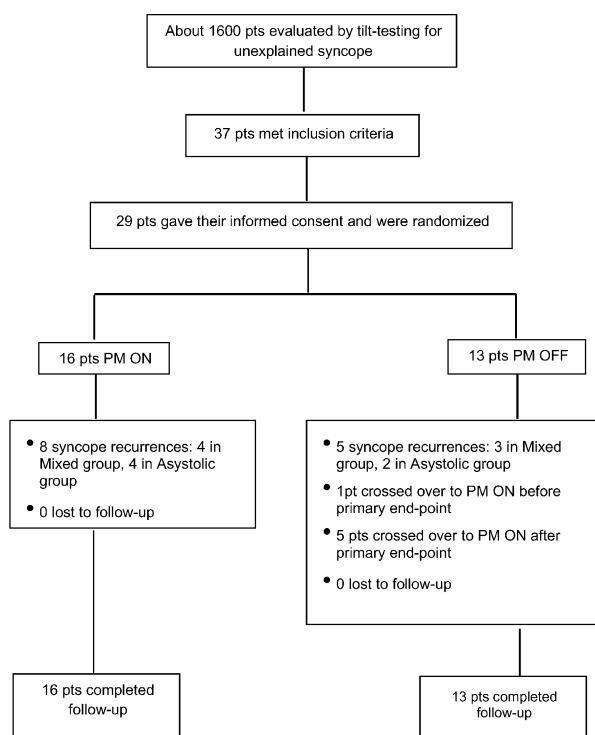 About 1600 pts evaluated by tilt-testing for
unexplained syncope
37 pts met inclusion criteria
29 pts gave their informed consent and were randomized
16 pts PM ON
13 pts PM OFF
• 8 syncope recurrences: 4 in
Mixed group, 4 in Asystolic
group
• 0 lost to follow-up
• 5 syncope recurrences: 3 in Mixed
group, 2 in Asystolic group
• 1pt crossed over to PM ON before
primary end-point
• 5 pts crossed over to PM ON after
primary end-point
• 0 lost to follow-up
16 pts completed
follow-up
13 pts completed
follow-up